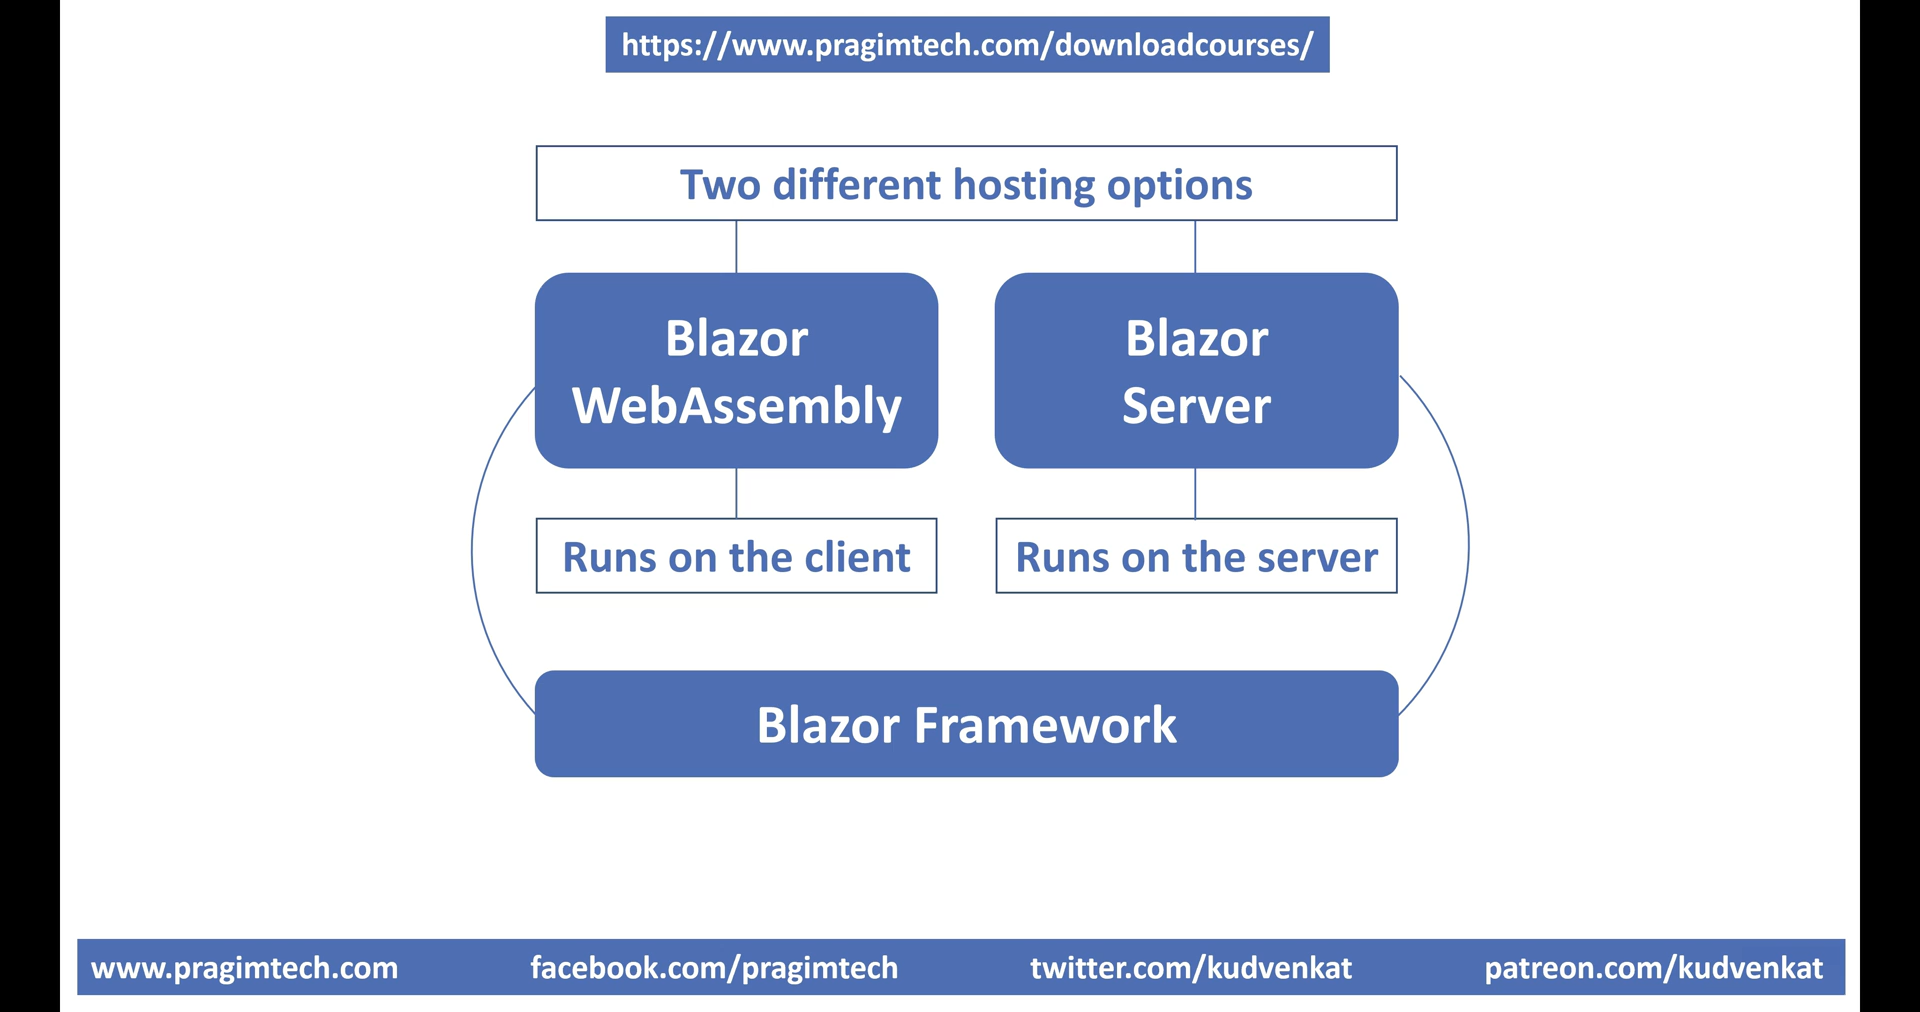 https://www.pragimtech.com/downloadcourses/
Two different hosting options
Blazor
WebAssembly
Blazor
Server
Runs on the client
Runs on the server
Blazor Framework
www.pragimtech.com
facebook.com/pragimtech
twitter.com/kudvenkat
patreon.com/kudvenkat